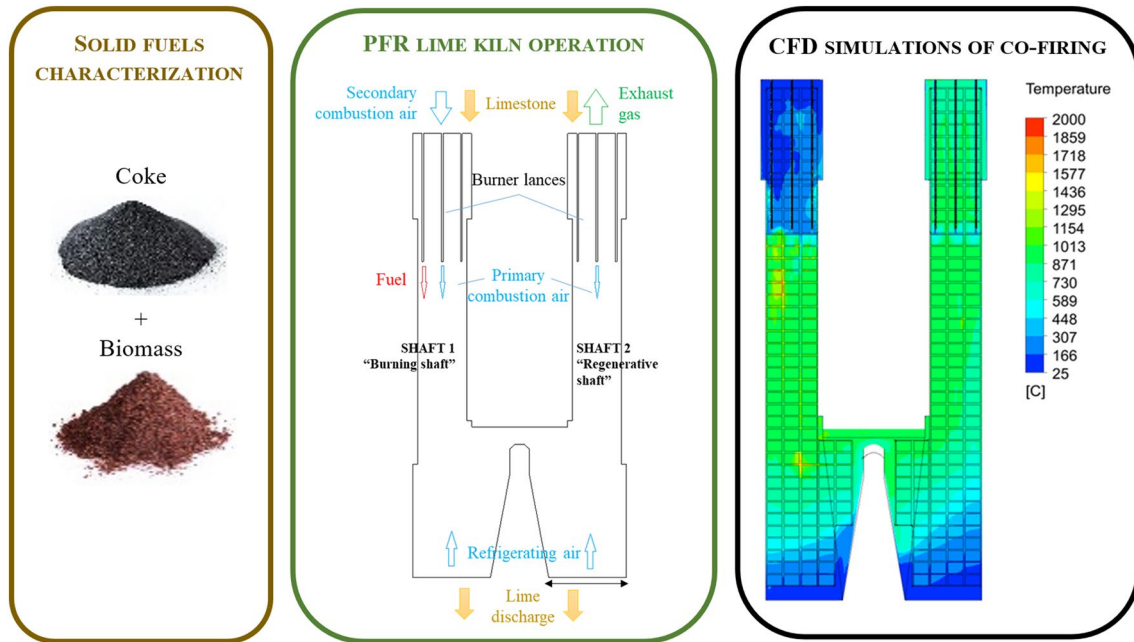 SOLID FUELS
CHARACTERIZATION
Coke
+
Biomass
PFR LIME KILN OPERATION
Secondary
combustion air
Limestone
Exhaust
gas
Burner lances
Fuel
Primary
combustion air
SHAFT 1
“Burning shaft”
SHAFT 2
“Regenerative
shaft”
Refrigerating air
Lime
discharge
CFD SIMULATIONS OF CO-FIRING
Temperature
2000
1859
1718
1577
1436
1295
1154
1013
871
730
589
448
307
166
25
[C]